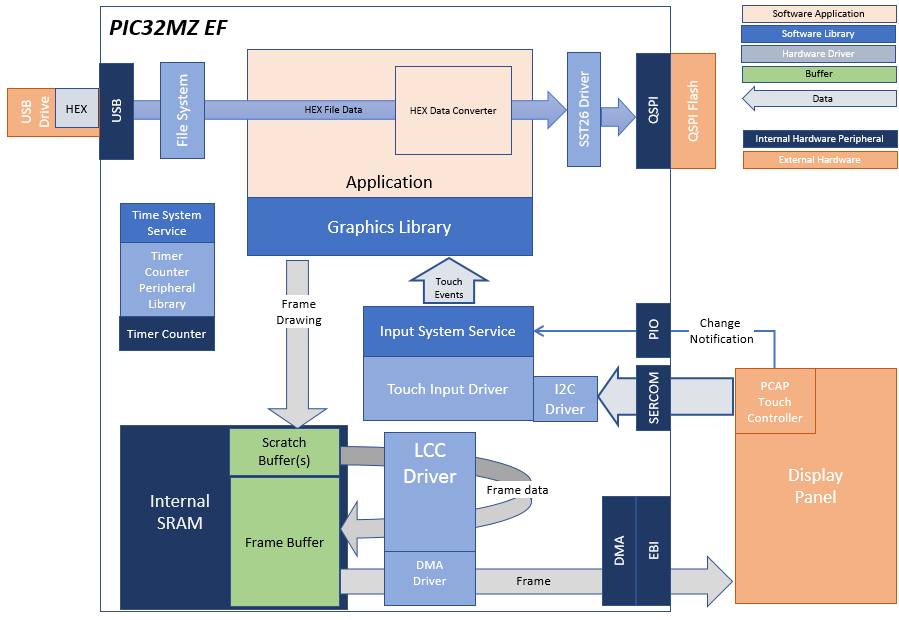 PIC32MZ EF
Software Application
Software Library
Hardware Driver
Buffer
Data
Internal Hardware Peripheral
External Hardware
USB
Drive
HEX
USB
File System
HEX File Data
HEX Data Converter
Application
Graphics Library
SST26 Driver
QSPI
QSPI Flash
Time System
Service
Timer
Counter
Peripheral
Library
Timer Counter
Frame
Drawing
Touch
Events
Input System Service
Touch Input Driver
I2C
Driver
PIO
SERCOM
Change
Notification
PCAP
Touch
Controller
Display
Panel
Internal
SRAM
Scratch
Buffer(s)
Frame Buffer
LCC
Driver
Frame data
DMA
Driver
Frame
DMA
EBI